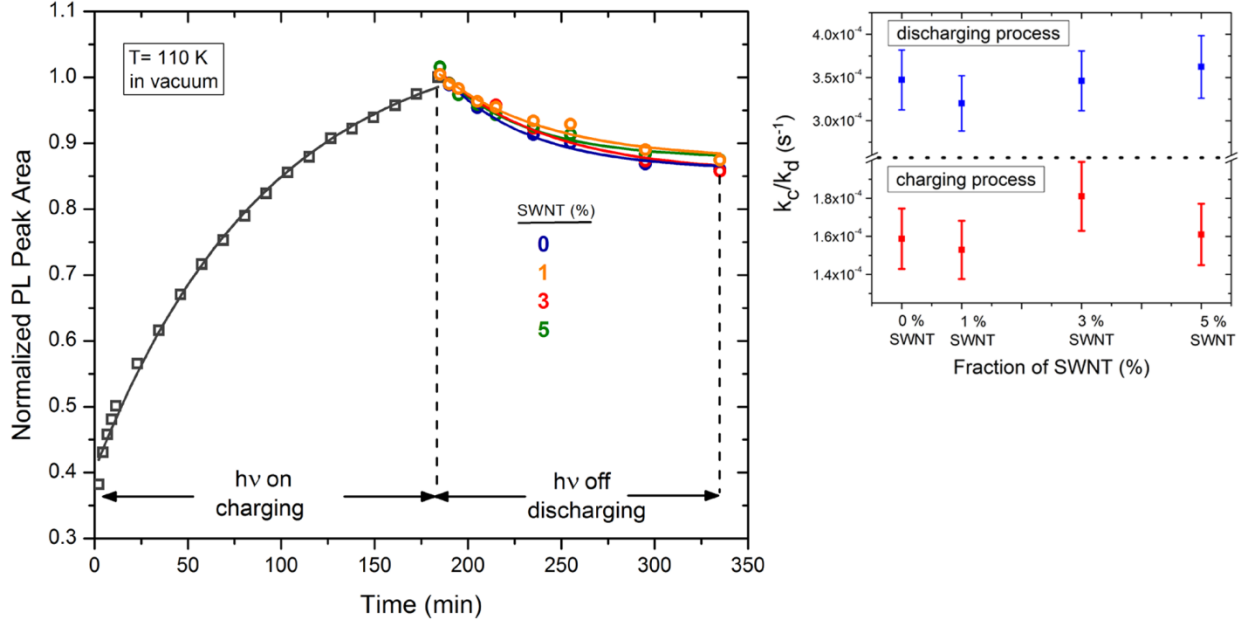 1.1
1.0
0.9
0.8
0.7
0.6
0.5
0.4
0.3
Normalized PL Peak Area
T= 110 K
in vacuum
SWNT (%)
0
1
3
5
hν on
charging
hν off
discharging
0
50
100
150
200
250
300
350
Time (min)
4.0x10⁻⁴
3.5x10⁻⁴
3.0x10⁻⁴
1.8x10⁻⁴
1.6x10⁻⁴
1.4x10⁻⁴
k_c/k_d (s⁻¹)
discharging process
charging process
0 %
SWNT
1 %
SWNT
3 %
SWNT
5 %
SWNT
Fraction of SWNT (%)